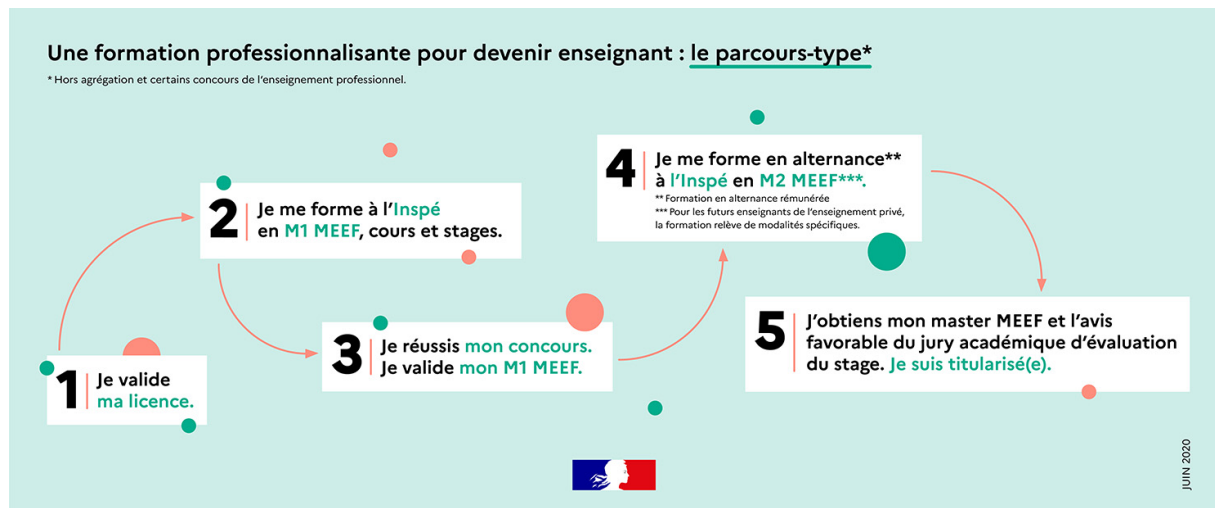 Une formation professionnalisante pour devenir enseignant : le parcours-type*
* Hors agrégation et certains concours de l'enseignement professionnel.
1 Je valide
ma licence.
2 Je me forme à l'Inspé
en M1 MEEF, cours et stages.
3 Je réussis mon concours.
Je valide mon M1 MEEF.
4 Je me forme en alternance**
à l'Inspé en M2 MEEF***.
** Formation en alternance rémunérée
*** Pour les futurs enseignants de l'enseignement privé,
la formation relève de modalités spécifiques.
5 J'obtiens mon master MEEF et l'avis
favorable du jury académique d'évaluation
du stage. Je suis titularisé(e).
JUIN 2020